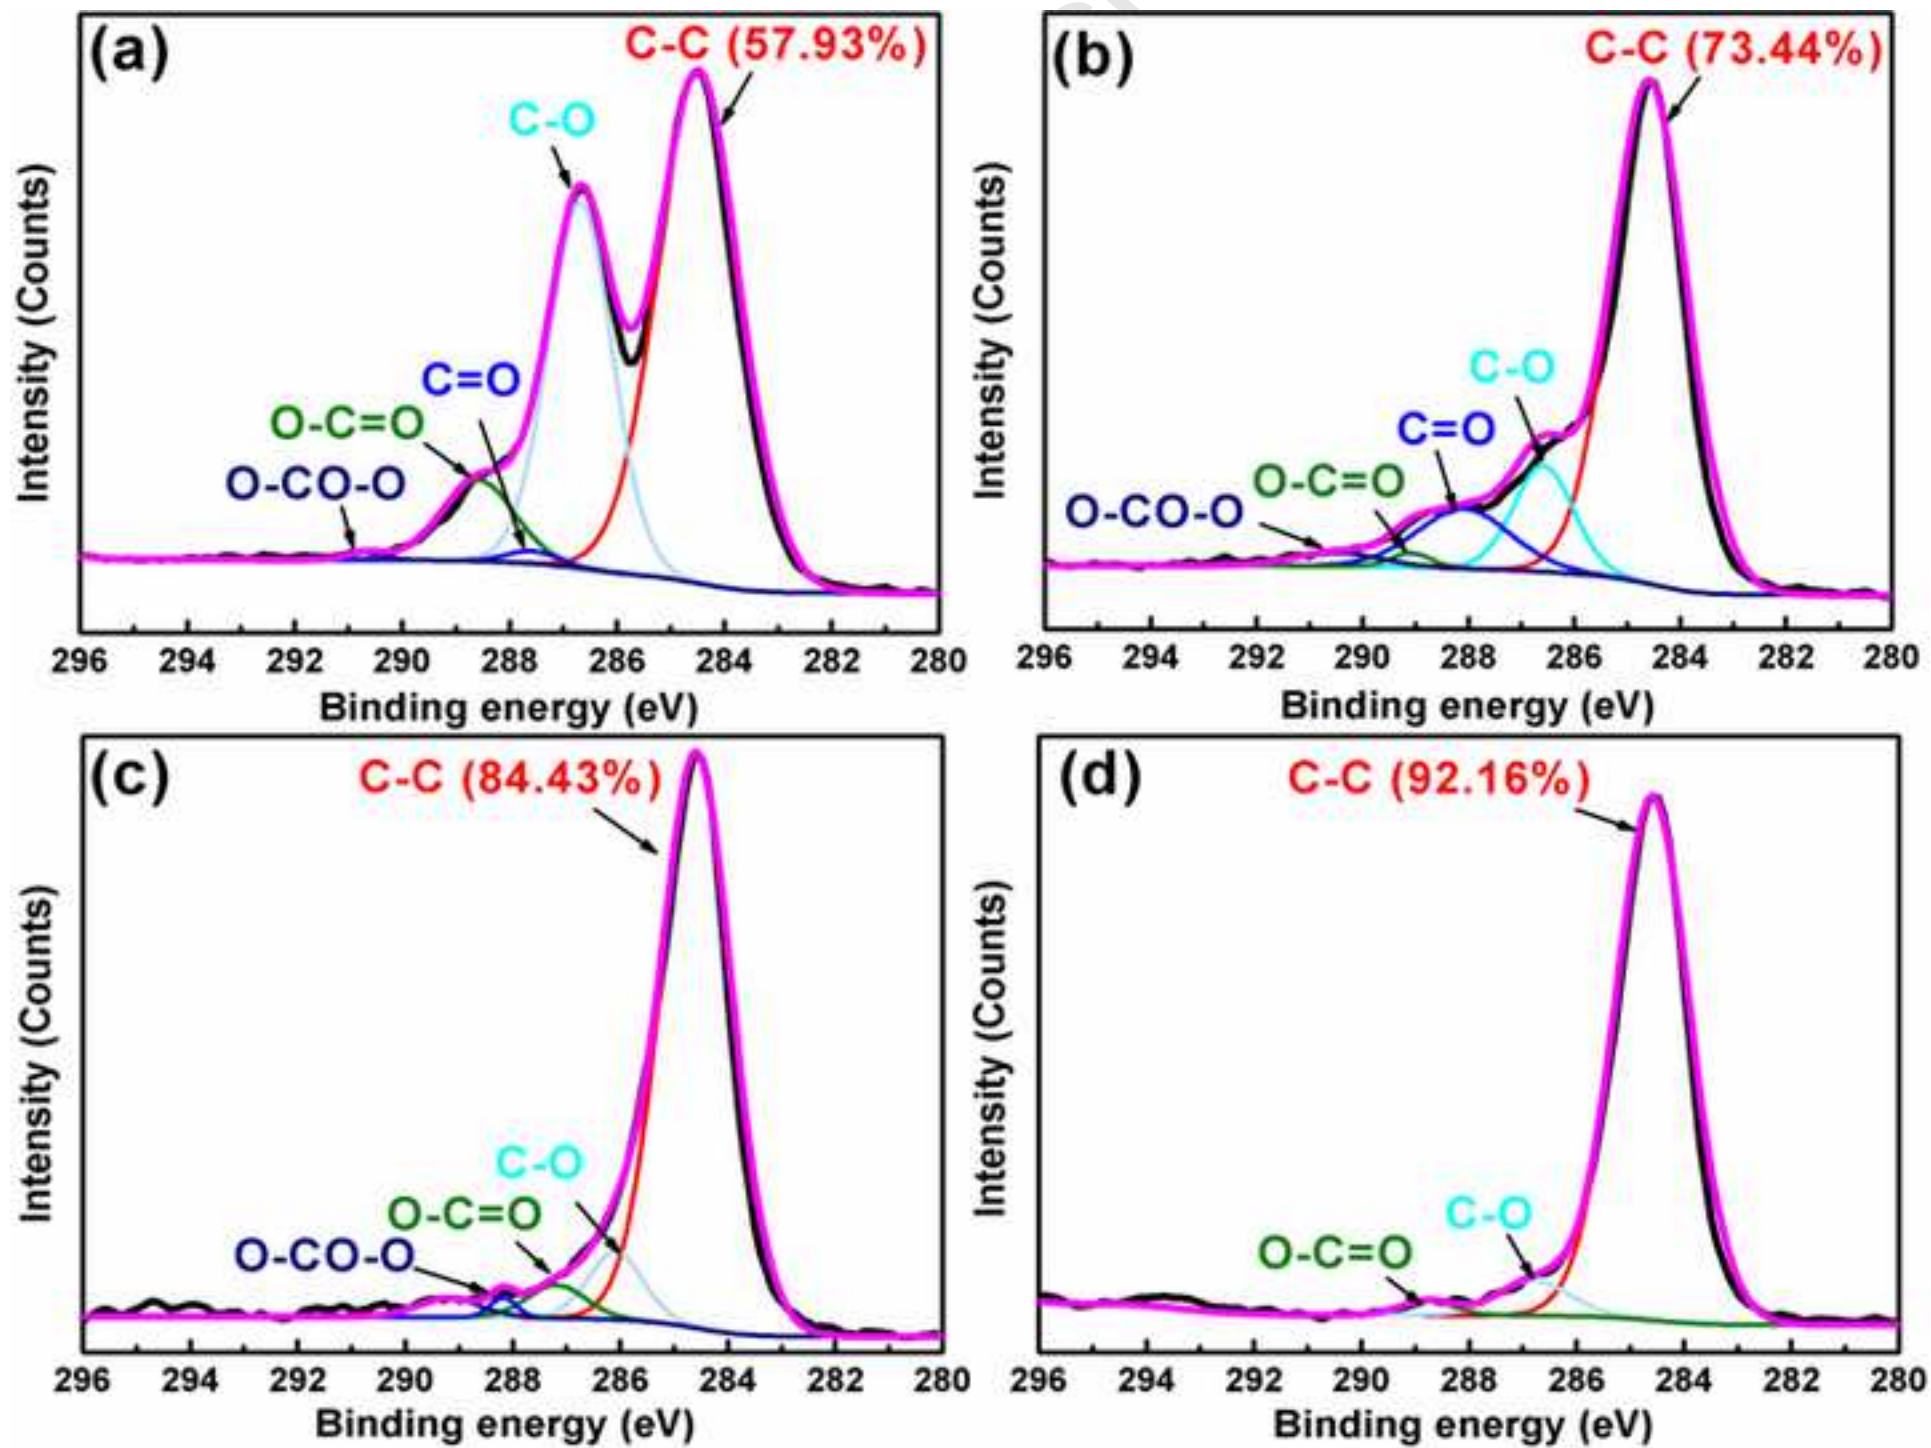 (a)
C-C (57.93%)
C-O
C=O
O-C=O
O-CO-O
Intensity (Counts)
296 294 292 290 288 286 284 282 280
Binding energy (eV)
(b)
C-C (73.44%)
C-O
C=O
O-C=O
O-CO-O
Intensity (Counts)
296 294 292 290 288 286 284 282 280
Binding energy (eV)
(c)
C-C (84.43%)
C-O
O-C=O
O-CO-O
Intensity (Counts)
296 294 292 290 288 286 284 282 280
Binding energy (eV)
(d)
C-C (92.16%)
C-O
O-C=O
Intensity (Counts)
296 294 292 290 288 286 284 282 280
Binding energy (eV)